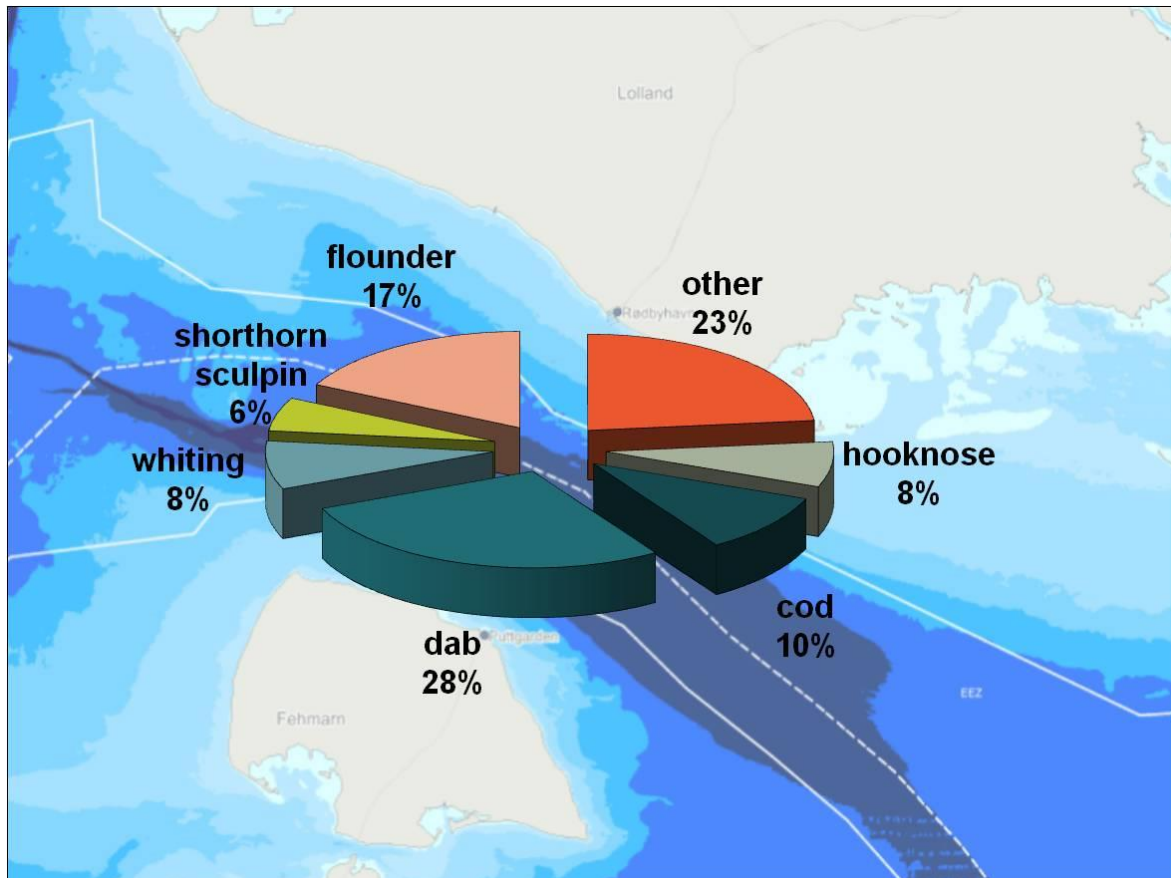 Lolland
flounder
17%
other
23%
Rødbyhavn
shorthorn
sculpin
6%
whiting
8%
hooknose
8%
cod
10%
dab
28%
Puttgarden
EEZ
Fehmarn